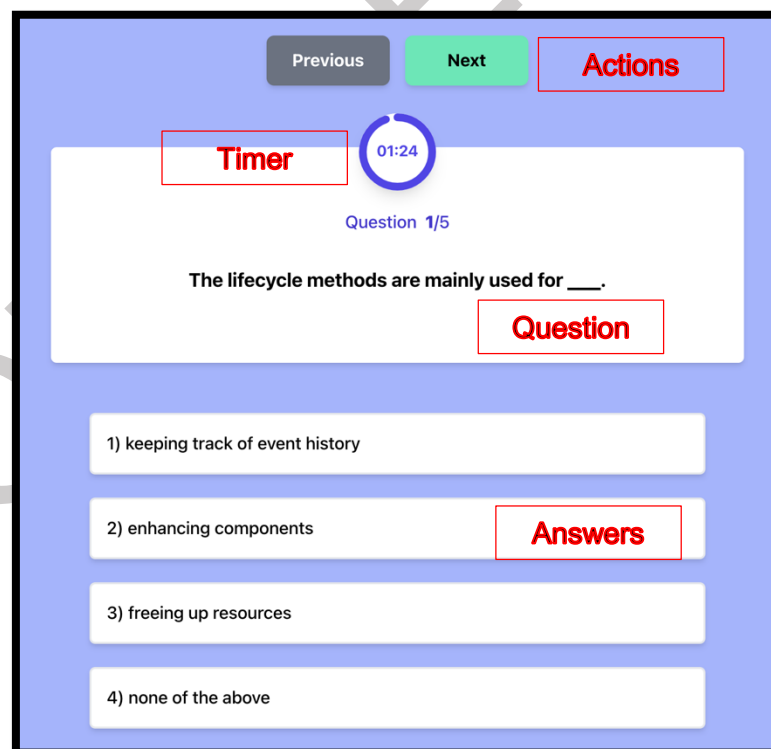 Previous Next Actions
Timer 01:24
Question 1/5
The lifecycle methods are mainly used for ____.
Question
1) keeping track of event history
2) enhancing components
Answers
3) freeing up resources
4) none of the above